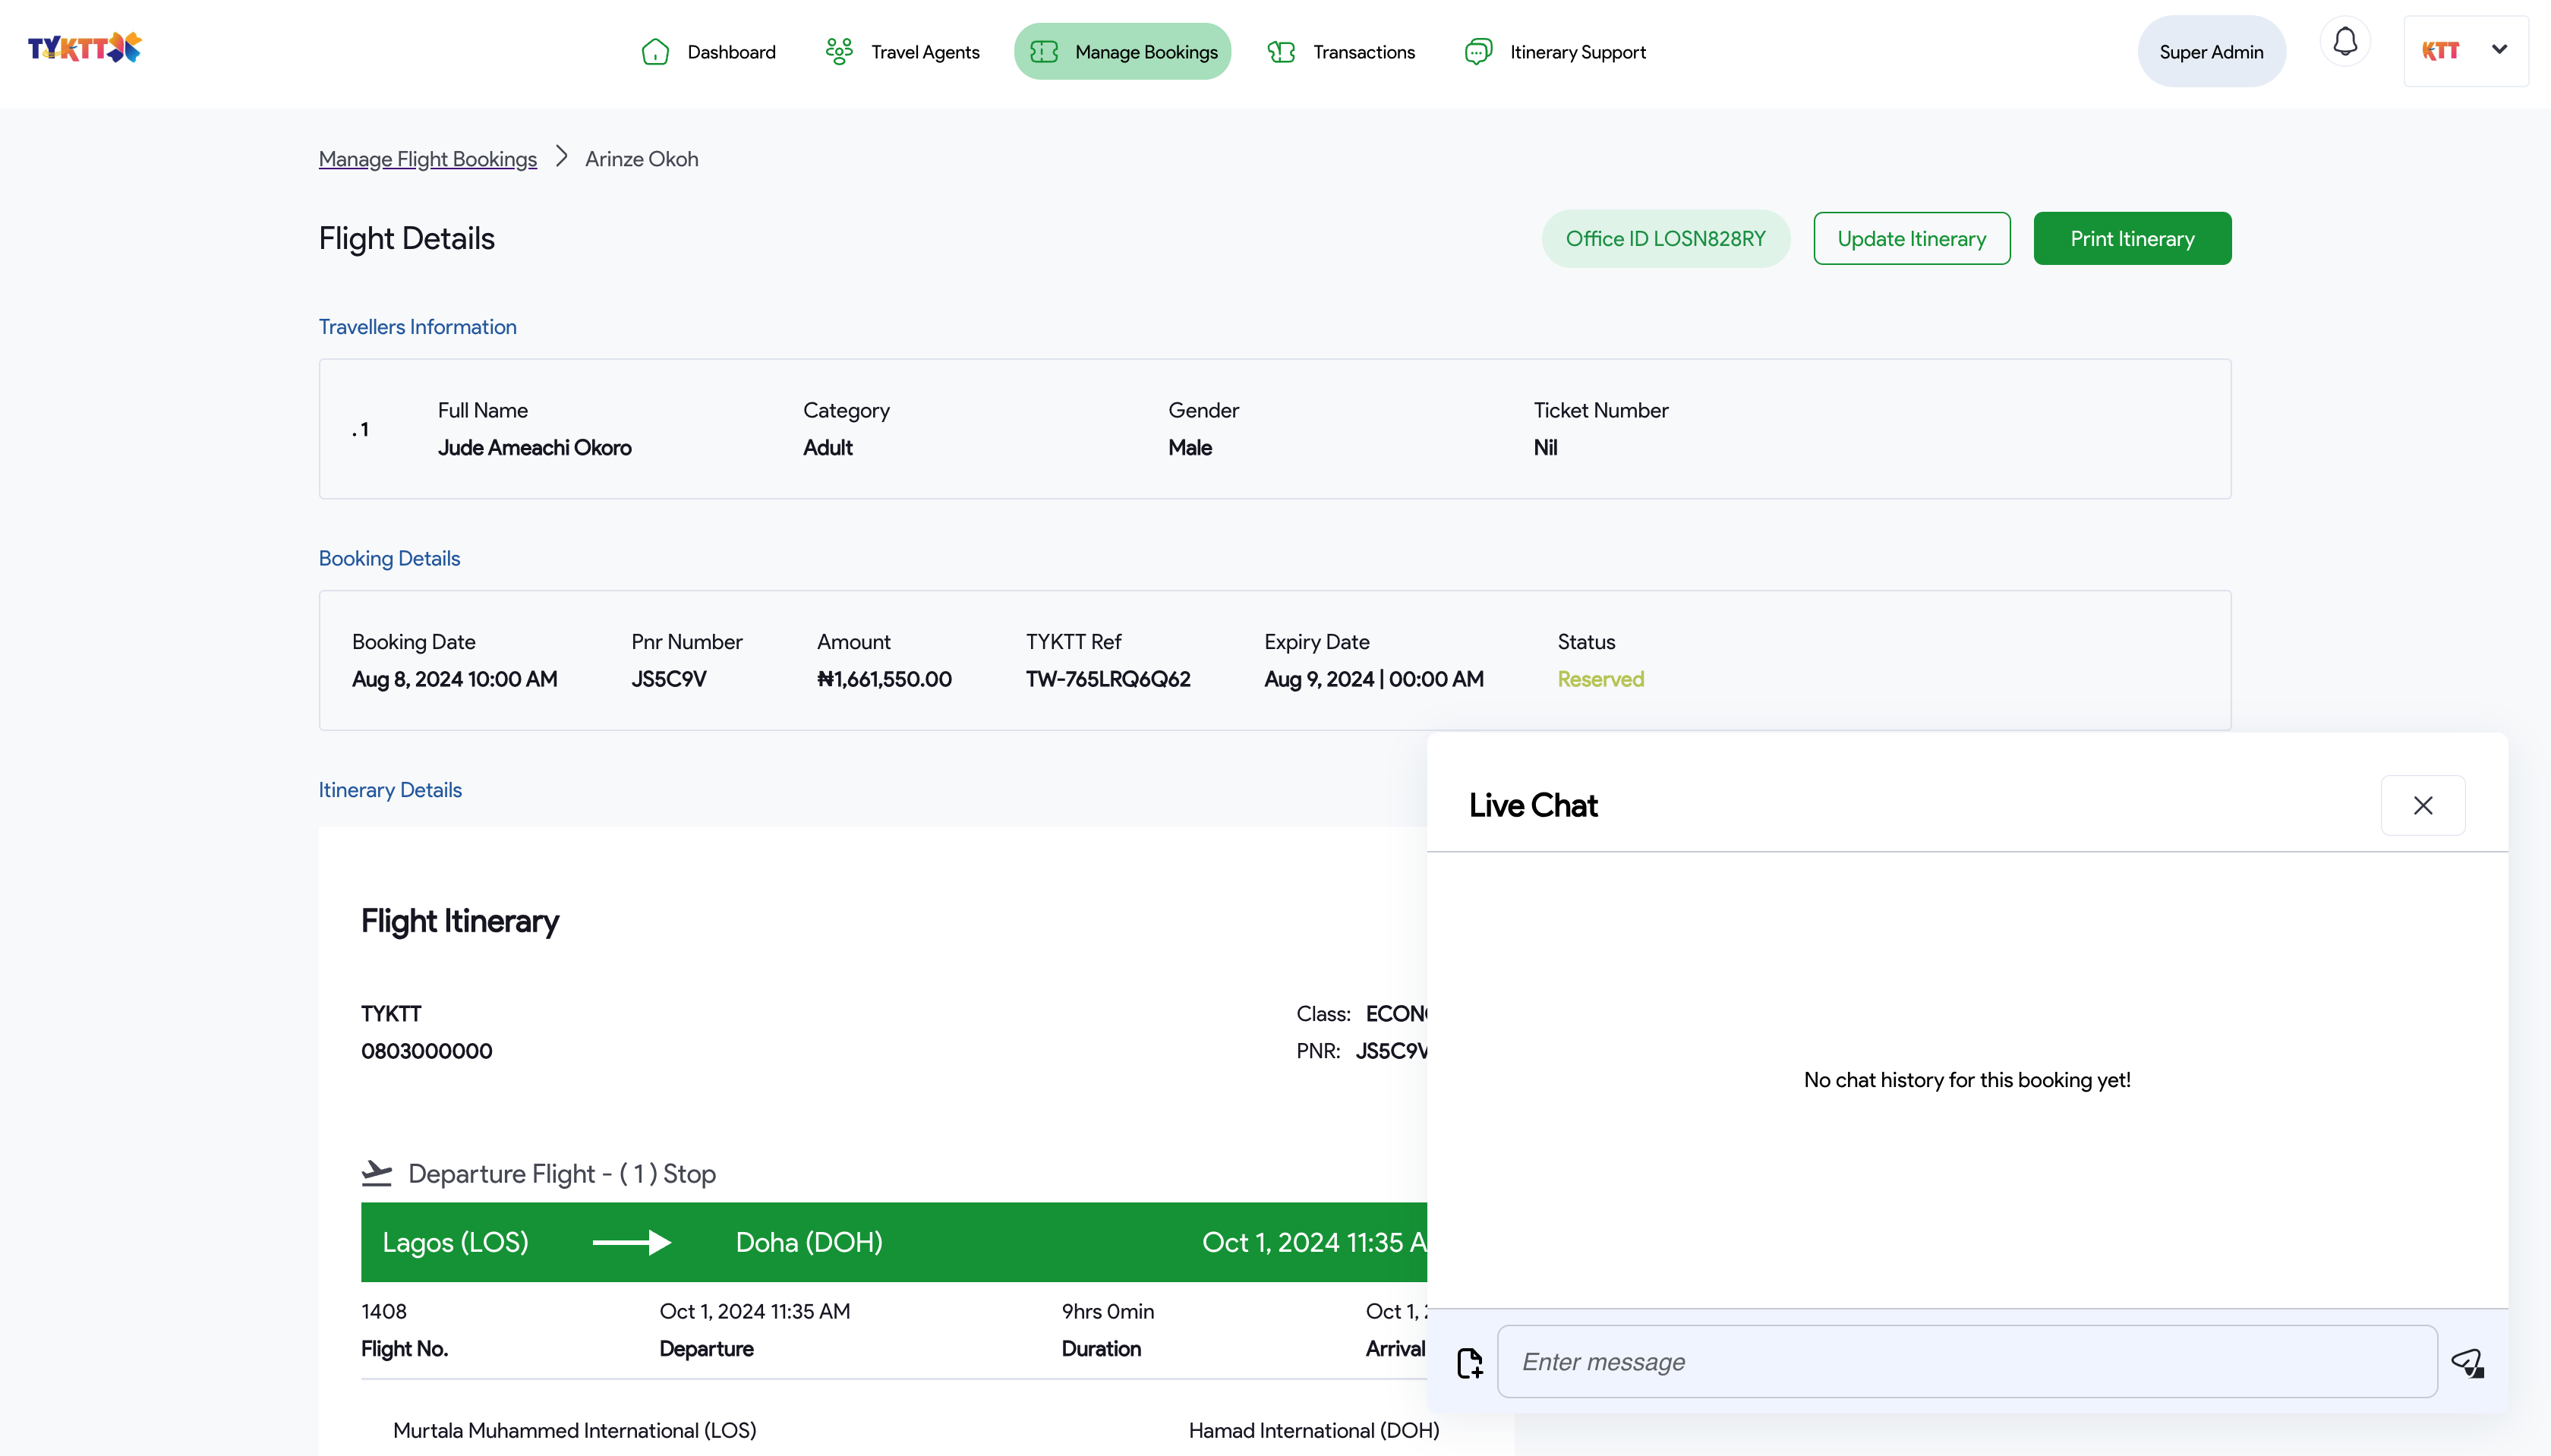 TYKTT
Dashboard
Travel Agents
Manage Bookings
Transactions
Itinerary Support
Super Admin
KTT
Manage Flight Bookings
Arinze Okoh
Flight Details
Office ID LOSN828RY
Update Itinerary
Print Itinerary
Travellers Information
.1
Full Name
Category
Gender
Ticket Number
Jude Ameachi Okoro
Adult
Male
Nil
Booking Details
Booking Date
Pnr Number
Amount
TYKTT Ref
Expiry Date
Status
Aug 8, 2024 10:00 AM
JS5C9V
₦1,661,550.00
TW-765LRQ6Q62
Aug 9, 2024 | 00:00 AM
Reserved
Itinerary Details
Flight Itinerary
TYKTT
Class:
0803000000
PNR: JS5C9V
Departure Flight - ( 1 ) Stop
Lagos (LOS)
Doha (DOH)
Oct 1, 2024 11:35 A
1408
Oct 1, 2024 11:35 AM
9hrs 0min
Oct 1,
Flight No.
Departure
Duration
Arrival
Murtala Muhammed International (LOS)
Hamad International (DOH)
Live Chat
No chat history for this booking yet!
Enter message